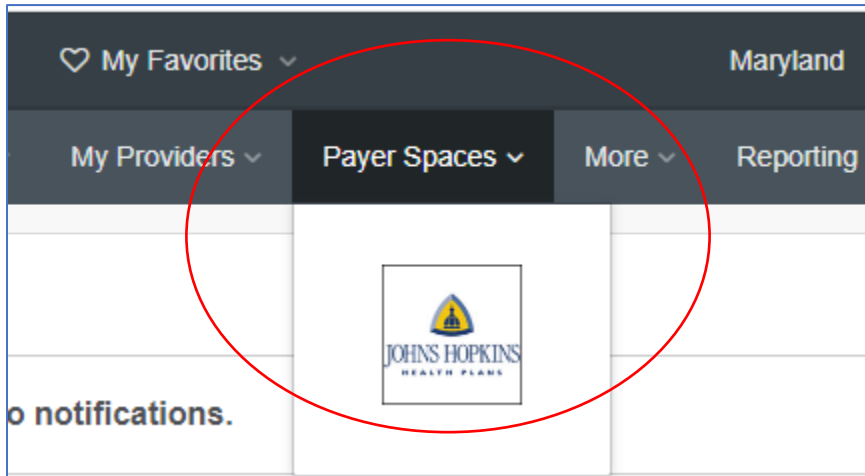 My Favorites
Maryland
My Providers
Payer Spaces
More
Reporting
JOHNS HOPKINS
HEALTH PLANS
o notifications.